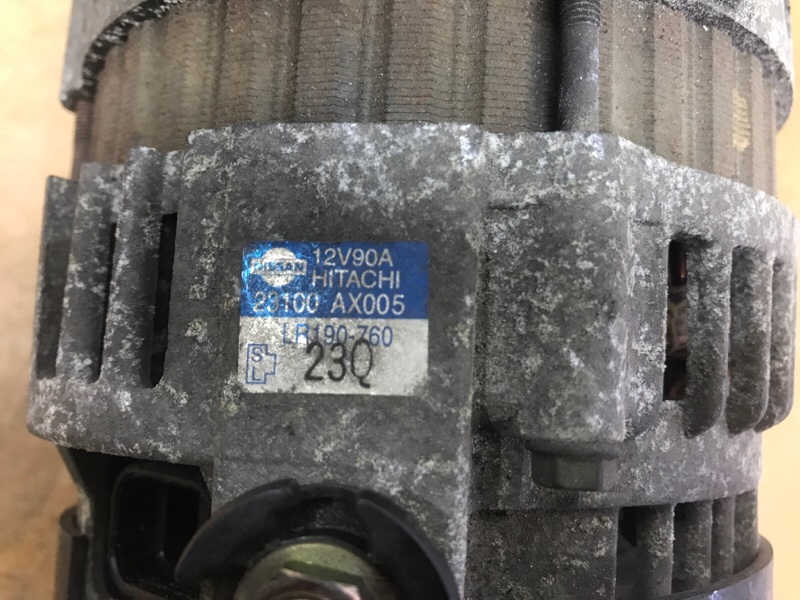 NISSAN
12V90A
HITACHI
23100 AX005
LR190-760
23Q
S
L